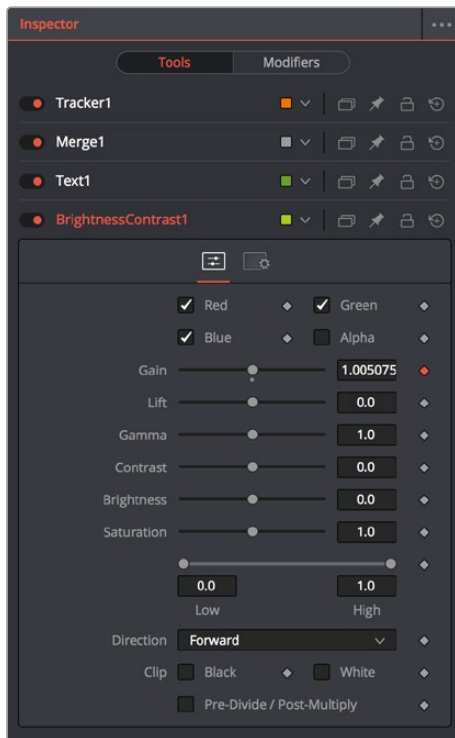 Inspector
Tools Modifiers
Tracker1
Merge1
Text1
BrightnessContrast1
Red Green
Blue Alpha
Gain 1.005075
Lift 0.0
Gamma 1.0
Contrast 0.0
Brightness 0.0
Saturation 1.0
0.0 1.0
Low High
Direction Forward
Clip Black White
Pre-Divide / Post-Multiply